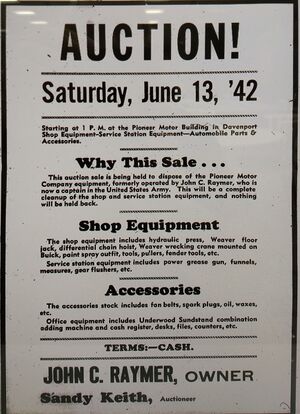 AUCTION!
Saturday, June 13, '42
Starting at 1 P. M. at the Pioneer Motor Building in Davenport
Shop Equipment-Service Station Equipment—Automobile Parts &
Accessories.
Why This Sale . . .
This auction sale is being held to dispose of the Pioneer Motor
Company equipment, formerly operated by John C. Raymer, who is
now a captain in the United States Army. This will be a complete
cleanup of the shop and service station equipment, and nothing
will be held back.
Shop Equipment
The shop equipment includes hydraulic press, Weaver floor
jack, differential chain hoist, Weaver wrecking crane mounted on
Buick, paint spray outfit, tools, pullers, fender tools, etc.
Service station equipment includes power grease gun, funnels,
measures, gear flushers, etc.
Accessories
The accessories stock includes fan belts, spark plugs, oil, waxes,
etc.
Office equipment includes Underwood Sundstand combination
adding machine and cash register, desks, files, counters, etc.
TERMS:—CASH.
JOHN C. RAYMER, OWNER
Sandy Keith, Auctioneer